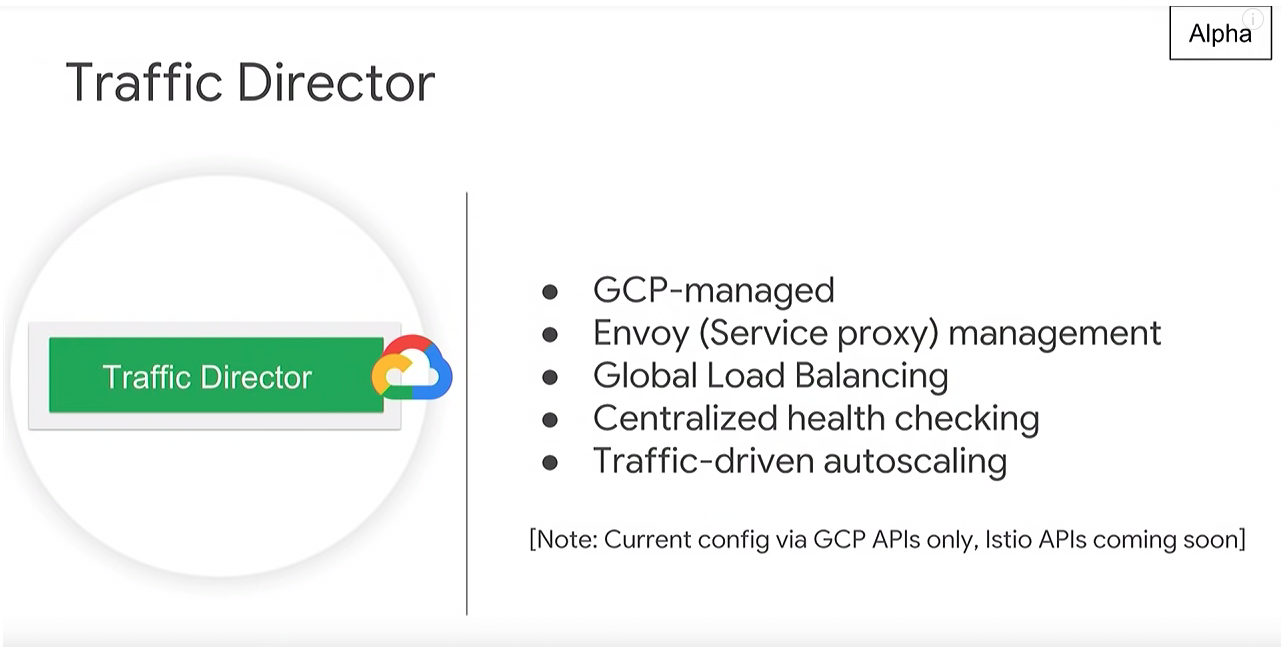 Alpha
Traffic Director
Traffic Director
● GCP-managed
● Envoy (Service proxy) management
● Global Load Balancing
● Centralized health checking
● Traffic-driven autoscaling
[Note: Current config via GCP APIs only, Istio APIs coming soon]